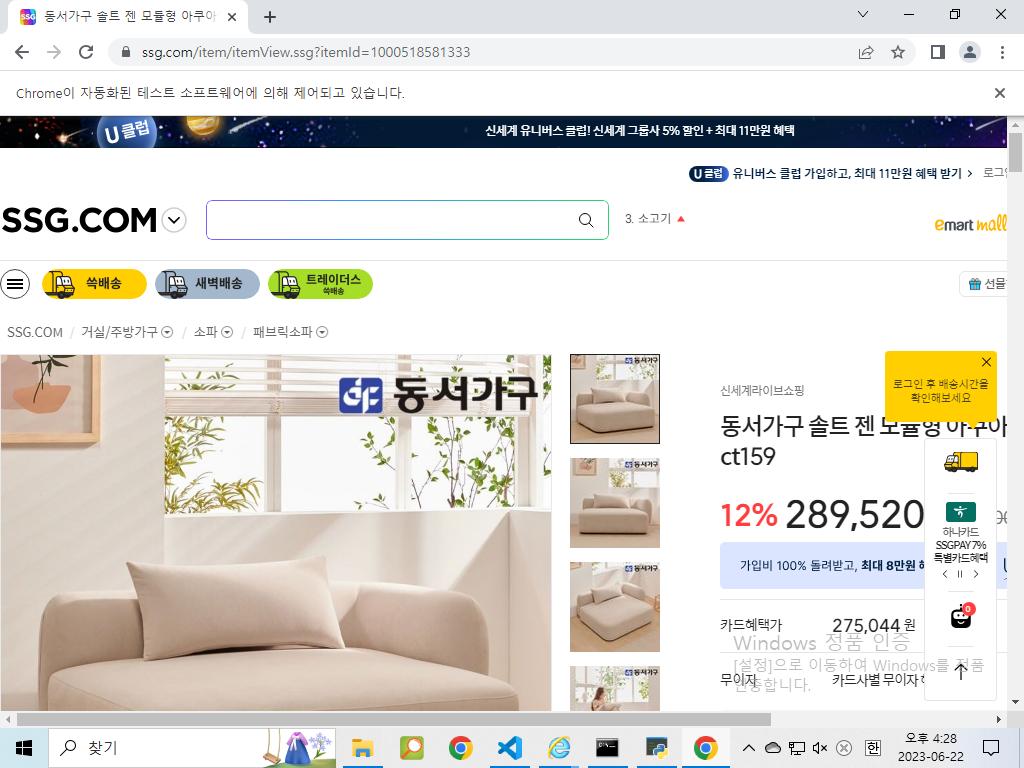 동서가구 솔트 젠 모듈형 아쿠아
ssg.com/item/itemView.ssg?itemId=1000518581333
Chrome이 자동화된 테스트 소프트웨어에 의해 제어되고 있습니다.
U 클럽
신세계 유니버스 클럽! 신세계 그룹사 5% 할인 + 최대 11만원 혜택
U 클럽 유니버스 클럽 가입하고, 최대 11만원 혜택 받기 >
SSG.COM
3. 소고기
emart mall
쓱배송
새벽배송
트레이더스
쓱배송
선물
SSG.COM / 거실/주방가구 / 소파 / 패브릭소파
로그인 후 배송시간을
확인해보세요
동서가구
신세계라이브쇼핑
동서가구 솔트 젠 모듈형 아쿠아
ct159
12% 289,520
하나카드
SSGPAY 7%
특별카드혜택
가입비 100% 돌려받고, 최대 8만원
0
카드혜택가 275,044 원
Windows 정품 인증
[설정]으로 이동하여 Windows를 정품
인증합니다.
무이자 카드사별 무이자
찾기
한
오후 4:28
2023-06-22